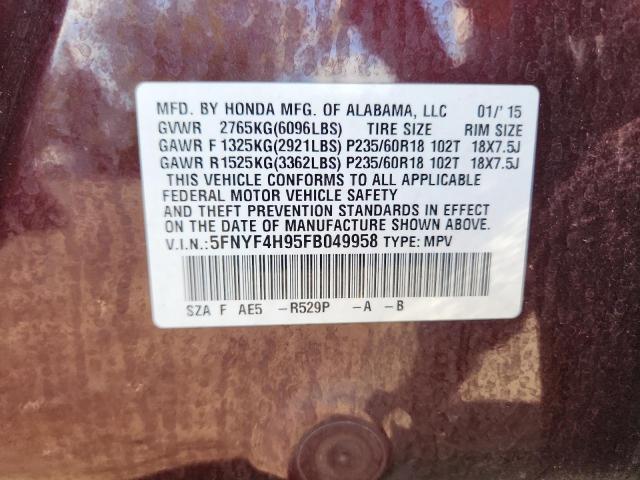 MFD. BY HONDA MFG. OF ALABAMA, LLC 01/'15
GVWR 2765KG(6096LBS) TIRE SIZE RIM SIZE
GAWR F 1325KG(2921LBS) P235/60R18 102T 18X7.5J
GAWR R1525KG(3362LBS) P235/60R18 102T 18X7.5J
THIS VEHICLE CONFORMS TO ALL APPLICABLE
FEDERAL MOTOR VEHICLE SAFETY
AND THEFT PREVENTION STANDARDS IN EFFECT
ON THE DATE OF MANUFACTURE SHOWN ABOVE.
V.I.N.:5FNYF4H95FB049958 TYPE: MPV
SZA F AE5 -R529P -A -B